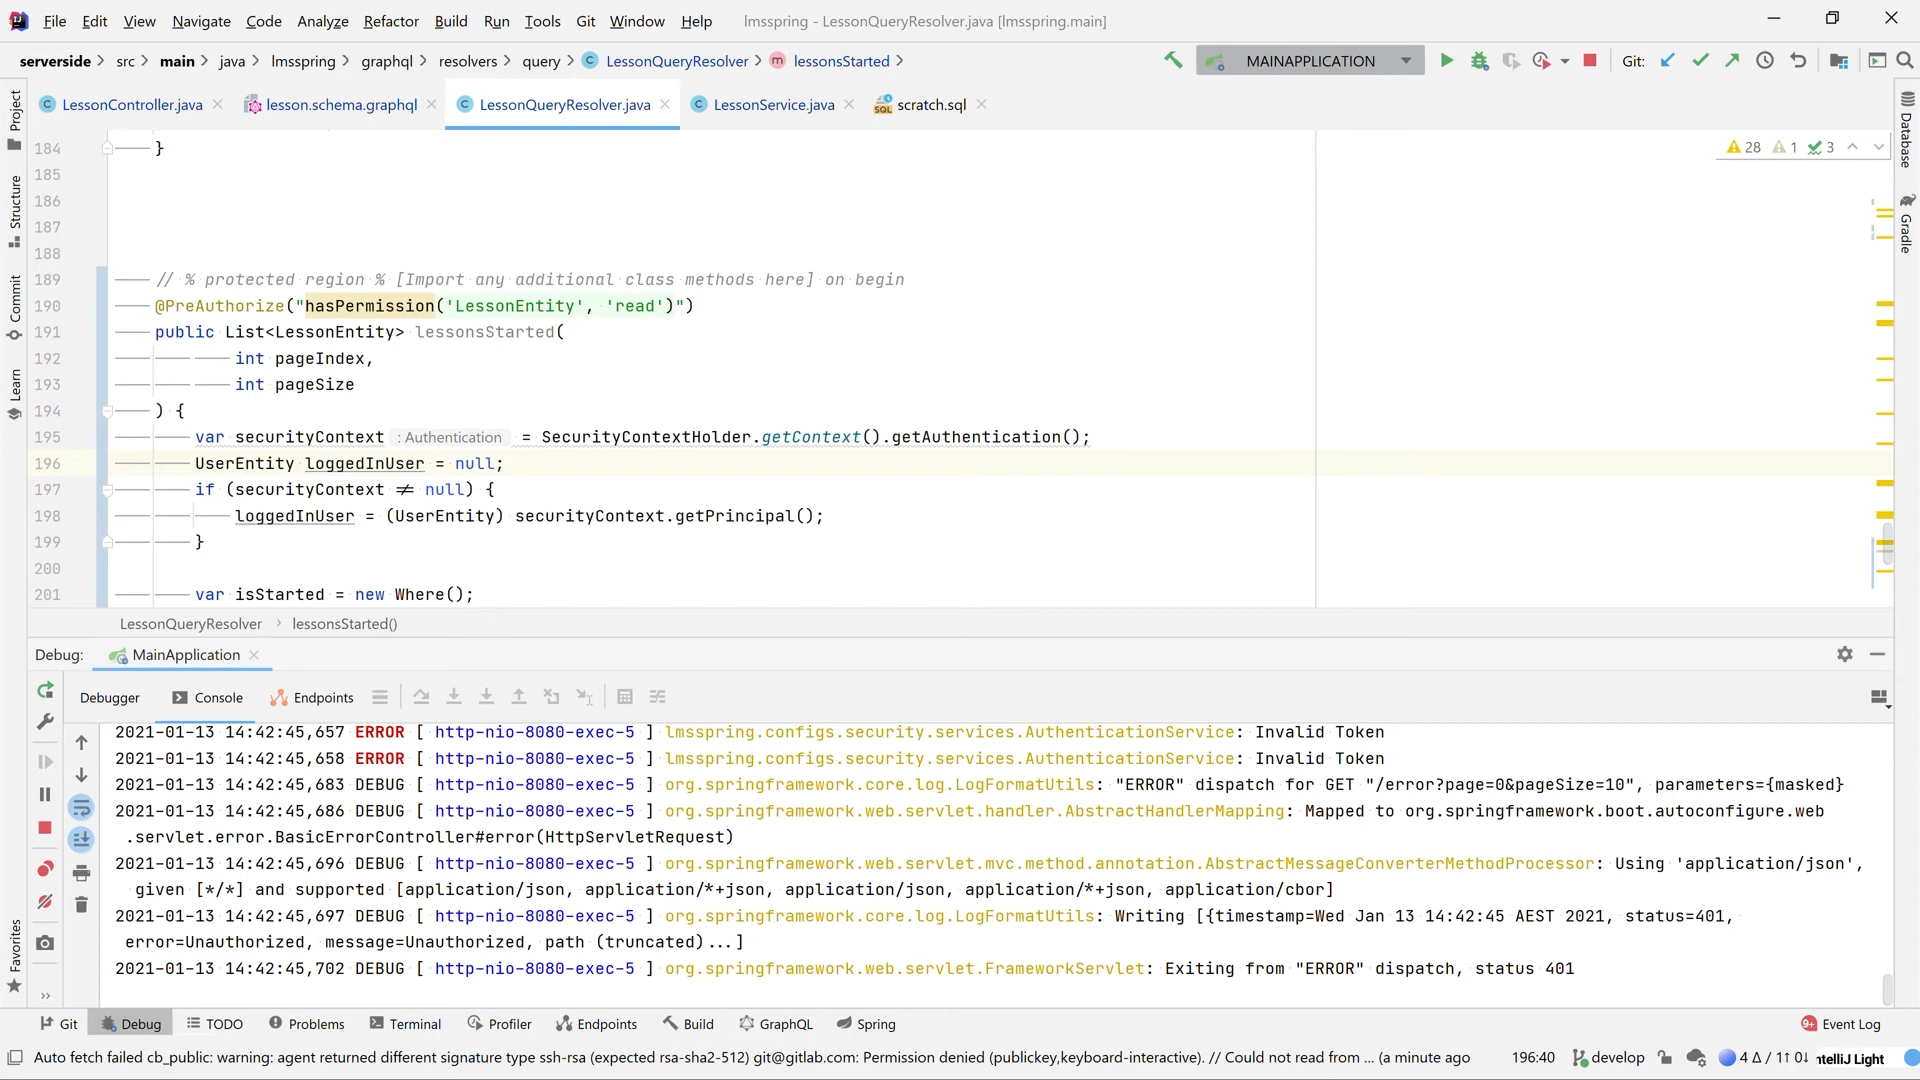 File Edit View Navigate Code Analyze Refactor Build Run Tools Git Window Help lmsspring - LessonQueryResolver.java [lmsspring.main]
serverside > src > main > java > lmsspring > graphql > resolvers > query > LessonQueryResolver > lessonsStarted > MAINAPPLICATION Git:
LessonController.java lesson.schema.graphql LessonQueryResolver.java LessonService.java scratch.sql
Project
Structure
Commit
Learn
Favorites
Database
Gradle
28 1 3
184 }
185
186
187
188
189 // % protected region % [Import any additional class methods here] on begin
190 @PreAuthorize("hasPermission('LessonEntity', 'read')")
191 public List<LessonEntity> lessonsStarted(
192 int pageIndex,
193 int pageSize
194 ) {
195 var securityContext : Authentication = SecurityContextHolder.getContext().getAuthentication();
196 UserEntity loggedInUser = null;
197 if (securityContext ≠ null) {
198 loggedInUser = (UserEntity) securityContext.getPrincipal();
199 }
200
201 var isStarted = new Where();
LessonQueryResolver > lessonsStarted()
Debug: MainApplication
Debugger Console Endpoints
2021-01-13 14:42:45,657 ERROR [ http-nio-8080-exec-5 ] lmsspring.configs.security.services.AuthenticationService: Invalid Token
2021-01-13 14:42:45,658 ERROR [ http-nio-8080-exec-5 ] lmsspring.configs.security.services.AuthenticationService: Invalid Token
2021-01-13 14:42:45,683 DEBUG [ http-nio-8080-exec-5 ] org.springframework.core.log.LogFormatUtils: "ERROR" dispatch for GET "/error?page=0&pageSize=10", parameters={masked}
2021-01-13 14:42:45,686 DEBUG [ http-nio-8080-exec-5 ] org.springframework.web.servlet.handler.AbstractHandlerMapping: Mapped to org.springframework.boot.autoconfigure.web
.servlet.error.BasicErrorController#error(HttpServletRequest)
2021-01-13 14:42:45,696 DEBUG [ http-nio-8080-exec-5 ] org.springframework.web.servlet.mvc.method.annotation.AbstractMessageConverterMethodProcessor: Using 'application/json',
given [*/*] and supported [application/json, application/*+json, application/json, application/*+json, application/cbor]
2021-01-13 14:42:45,697 DEBUG [ http-nio-8080-exec-5 ] org.springframework.core.log.LogFormatUtils: Writing [{timestamp=Wed Jan 13 14:42:45 AEST 2021, status=401,
error=Unauthorized, message=Unauthorized, path (truncated)...]
2021-01-13 14:42:45,702 DEBUG [ http-nio-8080-exec-5 ] org.springframework.web.servlet.FrameworkServlet: Exiting from "ERROR" dispatch, status 401
Git Debug TODO Problems Terminal Profiler Endpoints Build GraphQL Spring 9+ Event Log
Auto fetch failed cb_public: warning: agent returned different signature type ssh-rsa (expected rsa-sha2-512) git@gitlab.com: Permission denied (publickey,keyboard-interactive). // Could not read from ... (a minute ago 196:40 develop 4 Δ / 1↑ 0↓ ntelliJ Light